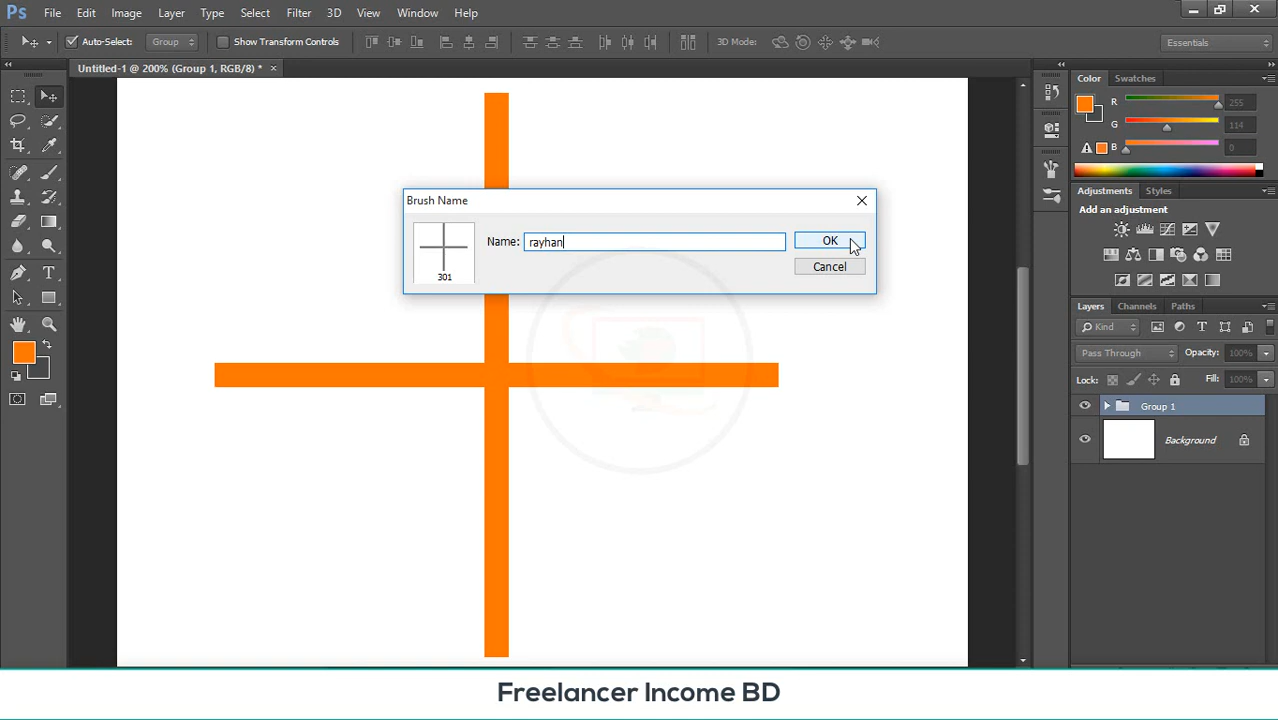 Ps File Edit Image Layer Type Select Filter 3D View Window Help
Auto-Select: Group Show Transform Controls 3D Mode: Essentials
Untitled-1 @ 200% (Group 1, RGB/8) * ×
Color Swatches
R 255
G 114
B 0
Brush Name
Name: rayhan OK
Cancel
301
Adjustments Styles
Add an adjustment
Layers Channels Paths
Kind
Pass Through Opacity: 100%
Lock: Fill: 100%
Group 1
Background
Freelancer Income BD